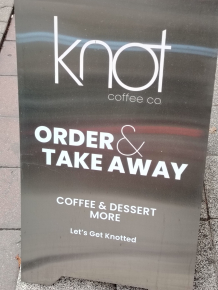 knot
coffee co
ORDER &
TAKE AWAY
COFFEE & DESSERT
MORE
Let's Get Knotted